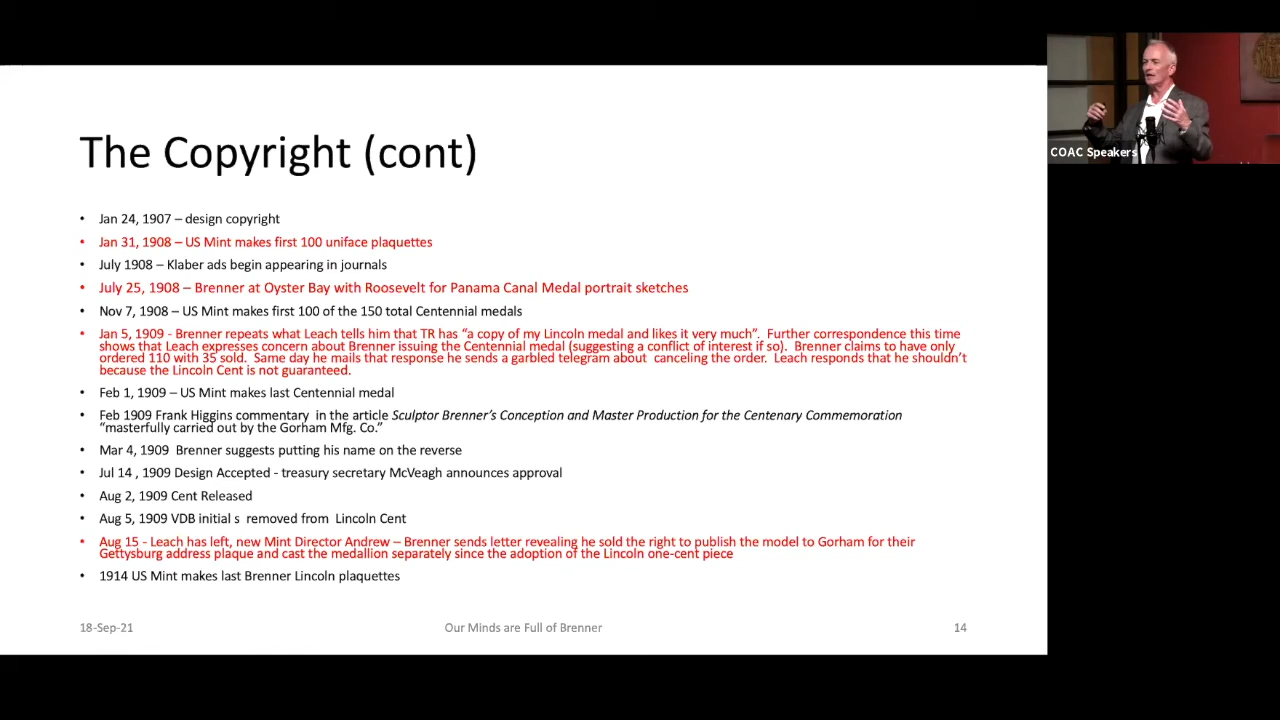 The Copyright (cont)
• Jan 24, 1907 – design copyright
• Jan 31, 1908 – US Mint makes first 100 uniface plaquettes
• July 1908 – Klaber ads begin appearing in journals
• July 25, 1908 – Brenner at Oyster Bay with Roosevelt for Panama Canal Medal portrait sketches
• Nov 7, 1908 – US Mint makes first 100 of the 150 total Centennial medals
• Jan 5, 1909 - Brenner repeats what Leach tells him that TR has “a copy of my Lincoln medal and likes it very much”.  Further correspondence this time
shows that Leach expresses concern about Brenner issuing the Centennial medal (suggesting a conflict of interest if so).  Brenner claims to have only
ordered 110 with 35 sold.  Same day he mails that response he sends a garbled telegram about  canceling the order.  Leach responds that he shouldn’t
because the Lincoln Cent is not guaranteed.
• Feb 1, 1909 – US Mint makes last Centennial medal
• Feb 1909 Frank Higgins commentary  in the article Sculptor Brenner’s Conception and Master Production for the Centenary Commemoration
“masterfully carried out by the Gorham Mfg. Co.”
• Mar 4, 1909  Brenner suggests putting his name on the reverse
• Jul 14 , 1909 Design Accepted - treasury secretary McVeagh announces approval
• Aug 2, 1909 Cent Released
• Aug 5, 1909 VDB initial s  removed from  Lincoln Cent
• Aug 15 - Leach has left, new Mint Director Andrew – Brenner sends letter revealing he sold the right to publish the model to Gorham for their
Gettysburg address plaque and cast the medallion separately since the adoption of the Lincoln one-cent piece
• 1914 US Mint makes last Brenner Lincoln plaquettes
18-Sep-21
Our Minds are Full of Brenner
14
COAC Speakers